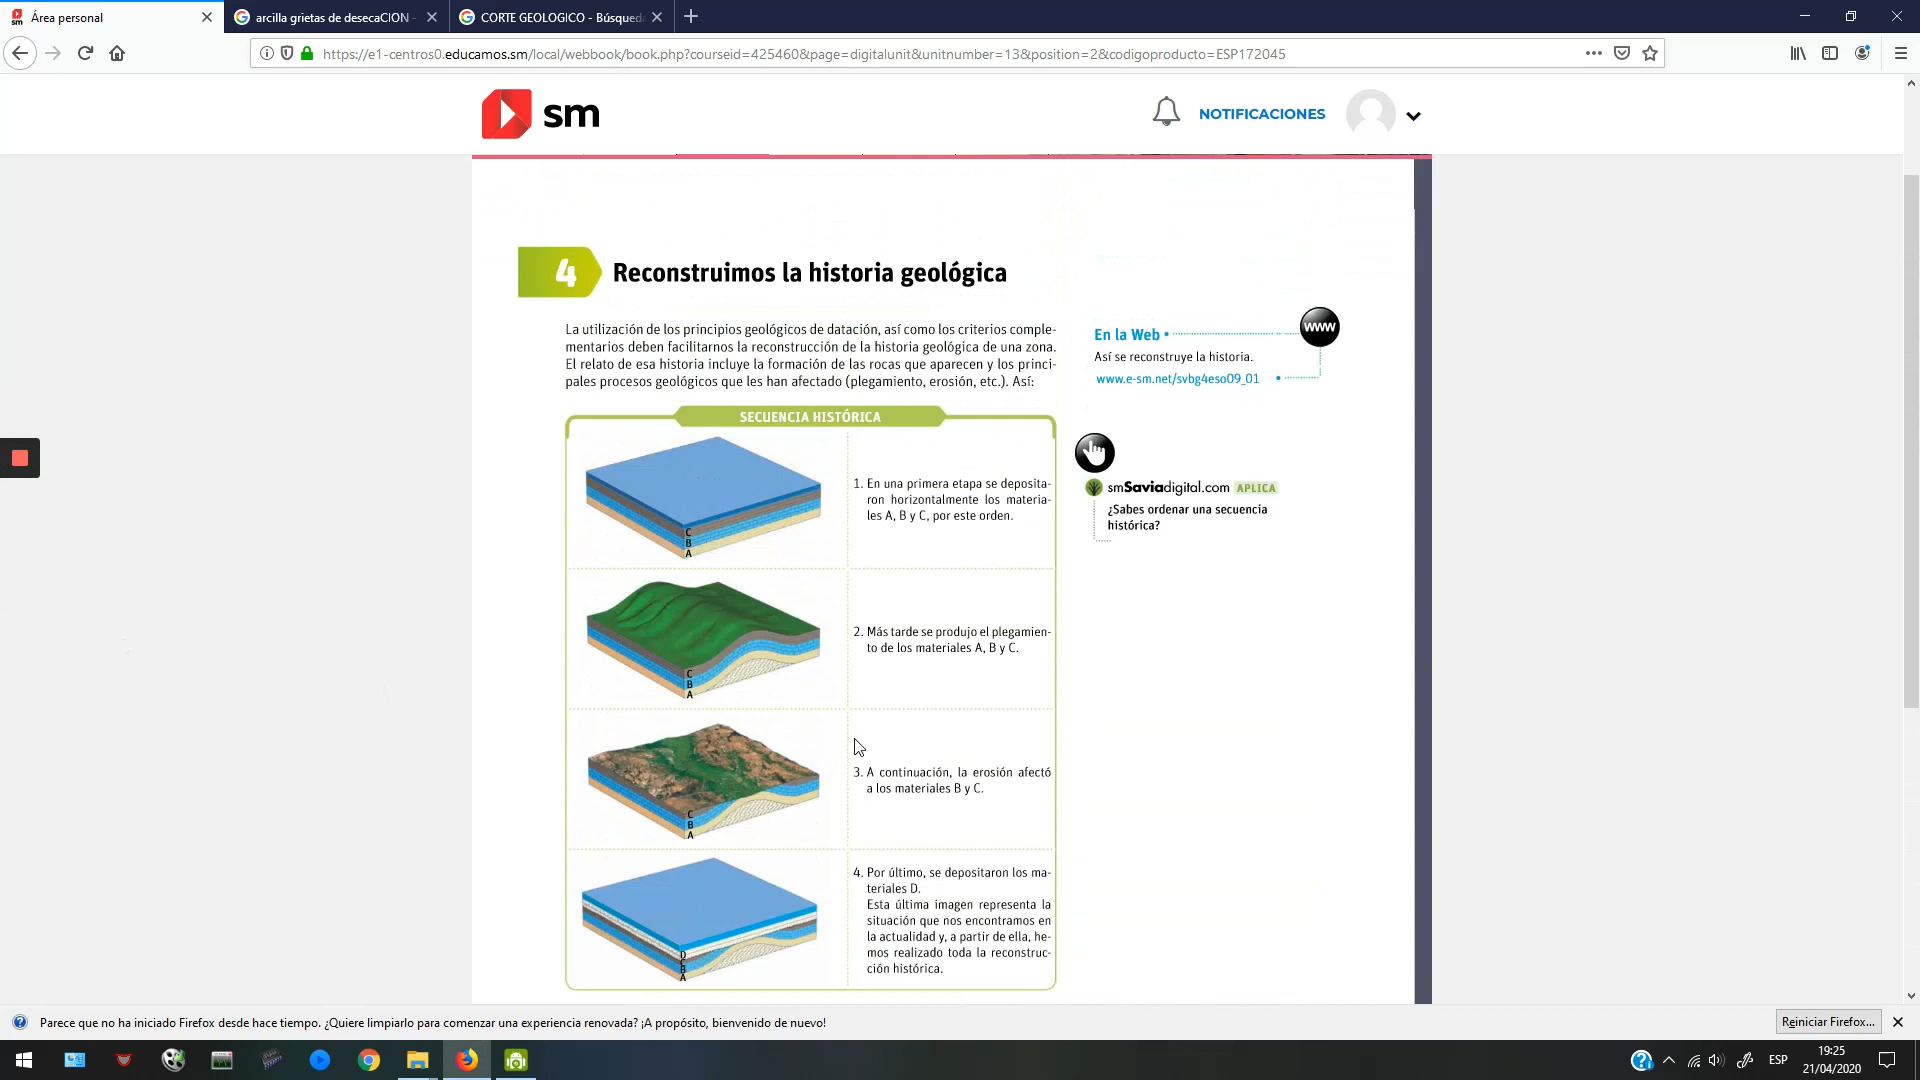 Área personal
arcilla grietas de desecaCION -
CORTE GEOLOGICO - Búsqueda
https://e1-centros0.educamos.sm/local/webbook/book.php?courseid=425460&page=digitalunit&unitnumber=13&position=2&codigoproducto=ESP172045
sm
NOTIFICACIONES
4
Reconstruimos la historia geológica
La utilización de los principios geológicos de datación, así como los criterios comple-
mentarios deben facilitarnos la reconstrucción de la historia geológica de una zona.
El relato de esa historia incluye la formación de las rocas que aparecen y los princi-
pales procesos geológicos que les han afectado (plegamiento, erosión, etc.). Así:
En la Web
www
Así se reconstruye la historia.
www.e-sm.net/svbg4eso09_01
smSaviadigital.com APLICA
¿Sabes ordenar una secuencia
histórica?
SECUENCIA HISTÓRICA
C
B
A
1. En una primera etapa se deposita-
ron horizontalmente los materia-
les A, B y C, por este orden.
C
B
A
2. Más tarde se produjo el plegamien-
to de los materiales A, B y C.
C
B
A
3. A continuación, la erosión afectó
a los materiales B y C.
D
C
B
A
4. Por último, se depositaron los ma-
teriales D.
Esta última imagen representa la
situación que nos encontramos en
la actualidad y, a partir de ella, he-
mos realizado toda la reconstruc-
ción histórica.
Parece que no ha iniciado Firefox desde hace tiempo. ¿Quiere limpiarlo para comenzar una experiencia renovada? ¡A propósito, bienvenido de nuevo!
Reiniciar Firefox...
ESP
19:25
21/04/2020